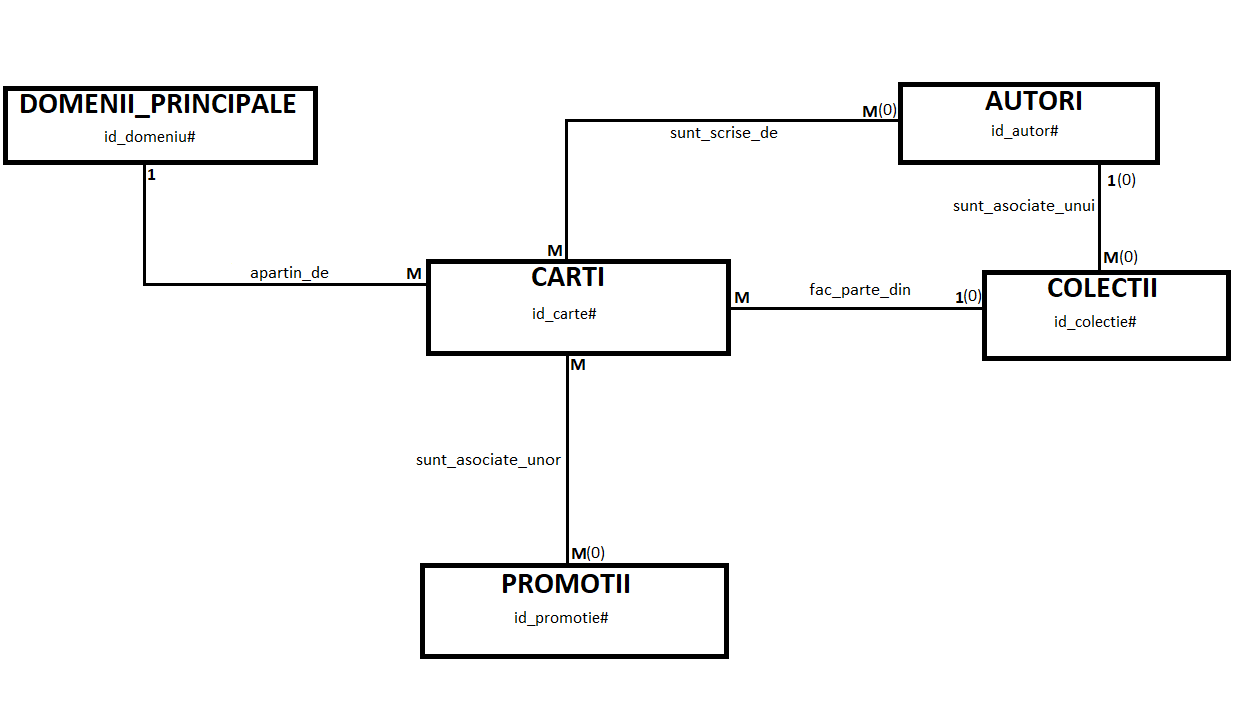 DOMENII_PRINCIPALE
id_domeniu#
1
AUTORI
id_autor#
M(0)
sunt_scrise_de
1(0)
sunt_asociate_unui
M(0)
M
apartin_de
M
CARTI
id_carte#
M
fac_parte_din
1(0)
COLECTII
id_colectie#
M
sunt_asociate_unor
M(0)
PROMOTII
id_promotie#